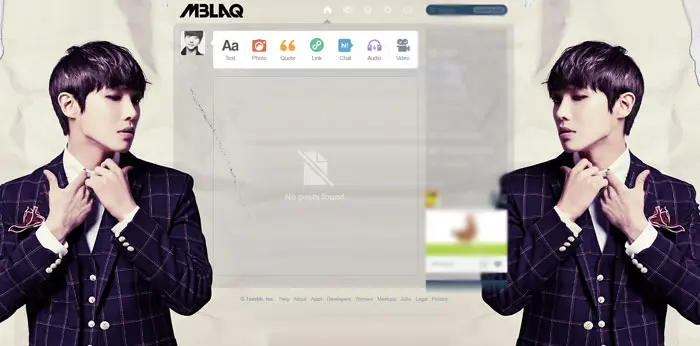 MBLAQ
Aa
Text Photo Quote Link Chat Audio Video
No posts found.
© Tumblr, Inc. Help About Apps Developers Themes Meetups Jobs Legal Privacy